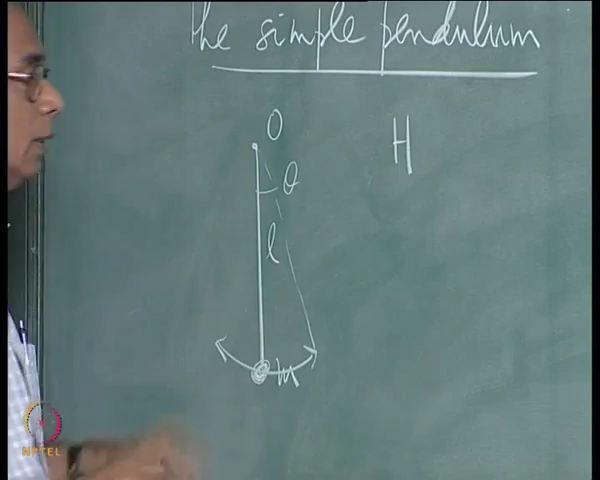 The simple pendulum
O
H
θ
l
m
NPTEL